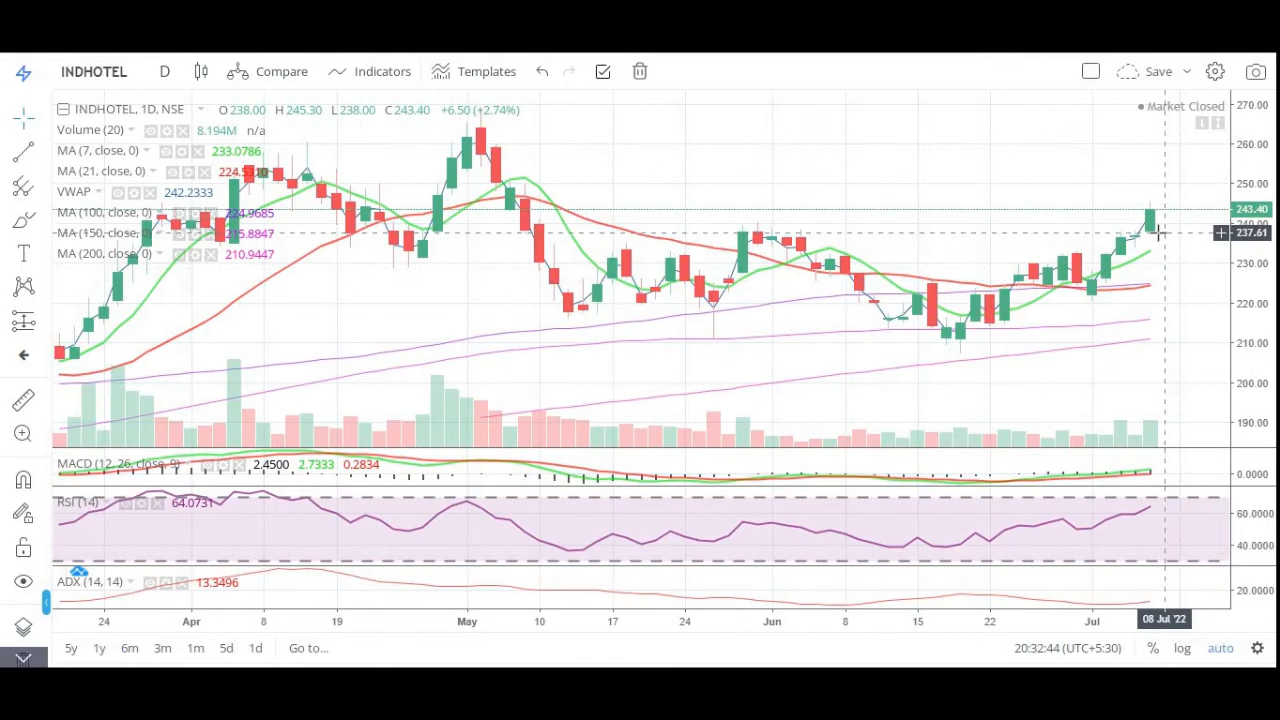 INDHOTEL D Compare Indicators Templates Save
INDHOTEL, 1D, NSE O 238.00 H 245.30 L 238.00 C 243.40 +6.50 (+2.74%)
Market Closed
Volume (20) 8.194M n/a
MA (7, close, 0) 233.0786
MA (21, close, 0)
VWAP 242.2333
MA (100, close, 0) 224.9685
MA (150, close, 0) 215.8847
MA (200, close, 0) 210.9447
270.00
260.00
250.00
243.40
240.00
237.61
230.00
220.00
210.00
200.00
190.00
MACD (12, 26, close, 9) 2.4500 2.7333 0.2834
0.0000
RSI (14) 64.0731
60.0000
40.0000
ADX (14, 14) 13.3496
20.0000
24 Apr 8 19 May 10 17 24 Jun 8 15 22 Jul 08 Jul '22
5y 1y 6m 3m 1m 5d 1d Go to... 20:32:44 (UTC+5:30) % log auto